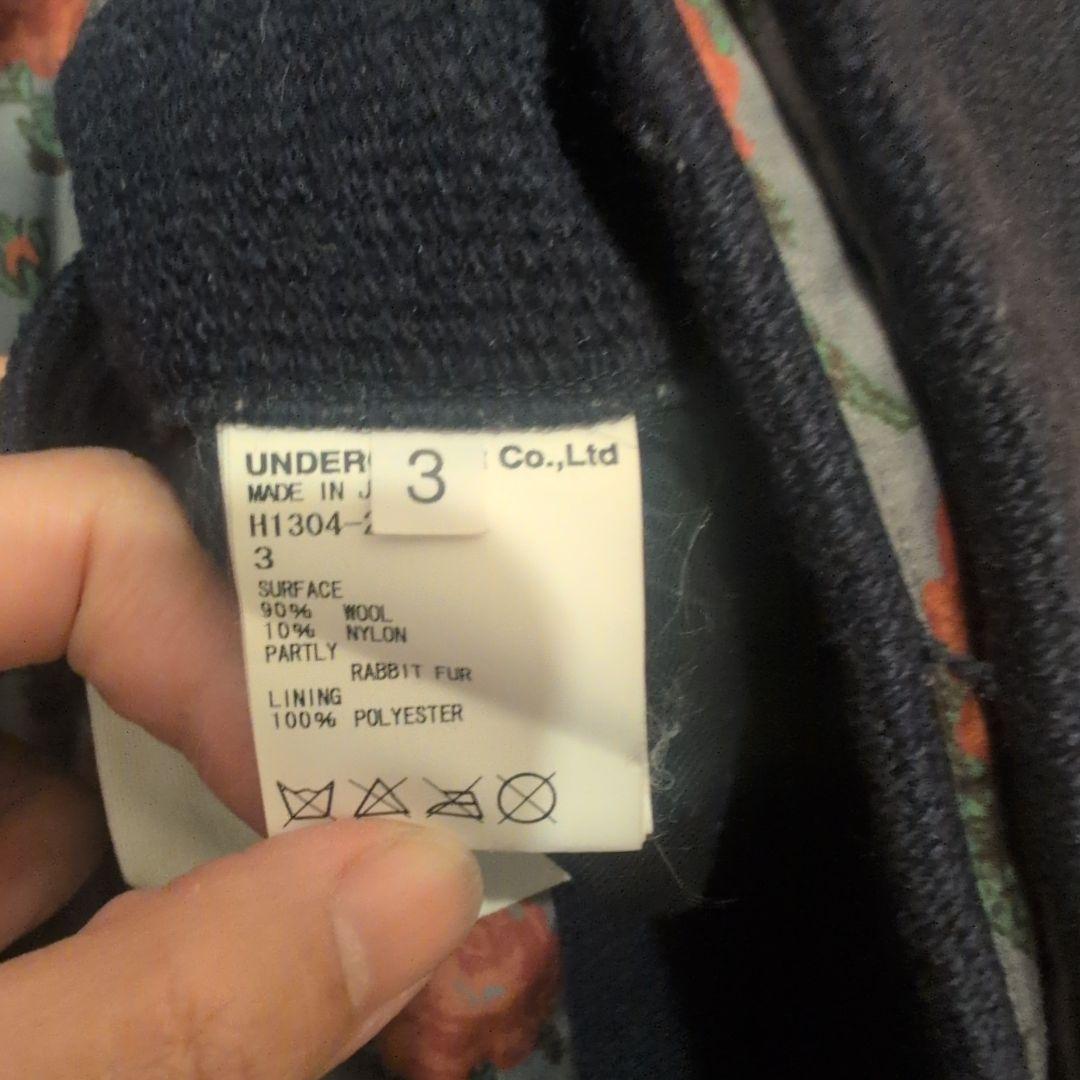 UNDER Co.,Ltd
3
MADE IN J
H1304-2
3
SURFACE
90% WOOL
10% NYLON
PARTLY
RABBIT FUR
LINING
100% POLYESTER